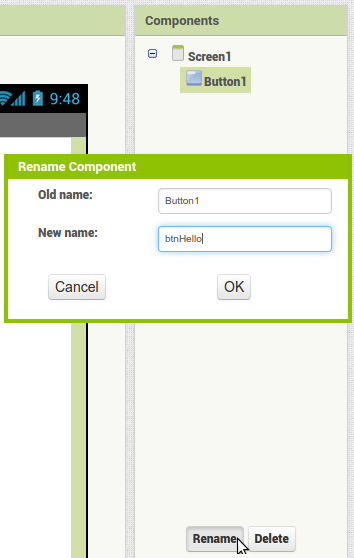 Components
Screen1
Button1
9:48
Rename Component
Old name:
Button1
New name:
btnHello
Cancel
OK
Rename
Delete